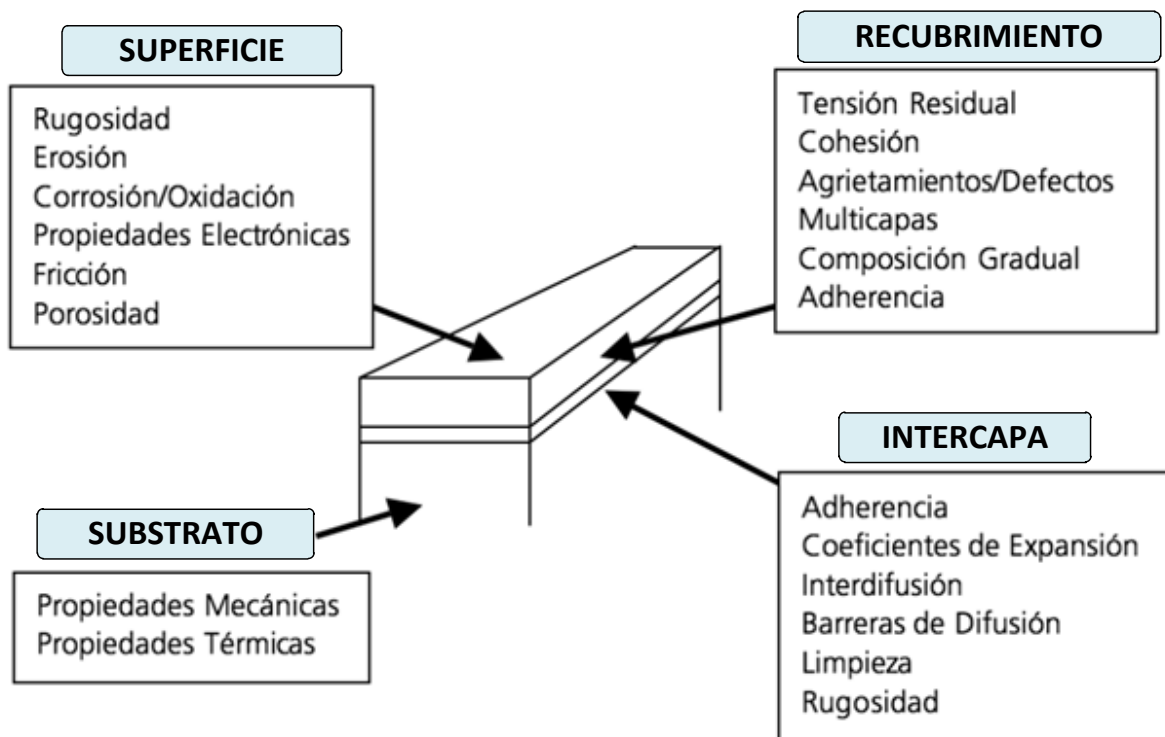 SUPERFICIE
Rugosidad
Erosión
Corrosión/Oxidación
Propiedades Electrónicas
Fricción
Porosidad
RECUBRIMIENTO
Tensión Residual
Cohesión
Agrietamientos/Defectos
Multicapas
Composición Gradual
Adherencia
SUBSTRATO
Propiedades Mecánicas
Propiedades Térmicas
INTERCAPA
Adherencia
Coeficientes de Expansión
Interdifusión
Barreras de Difusión
Limpieza
Rugosidad